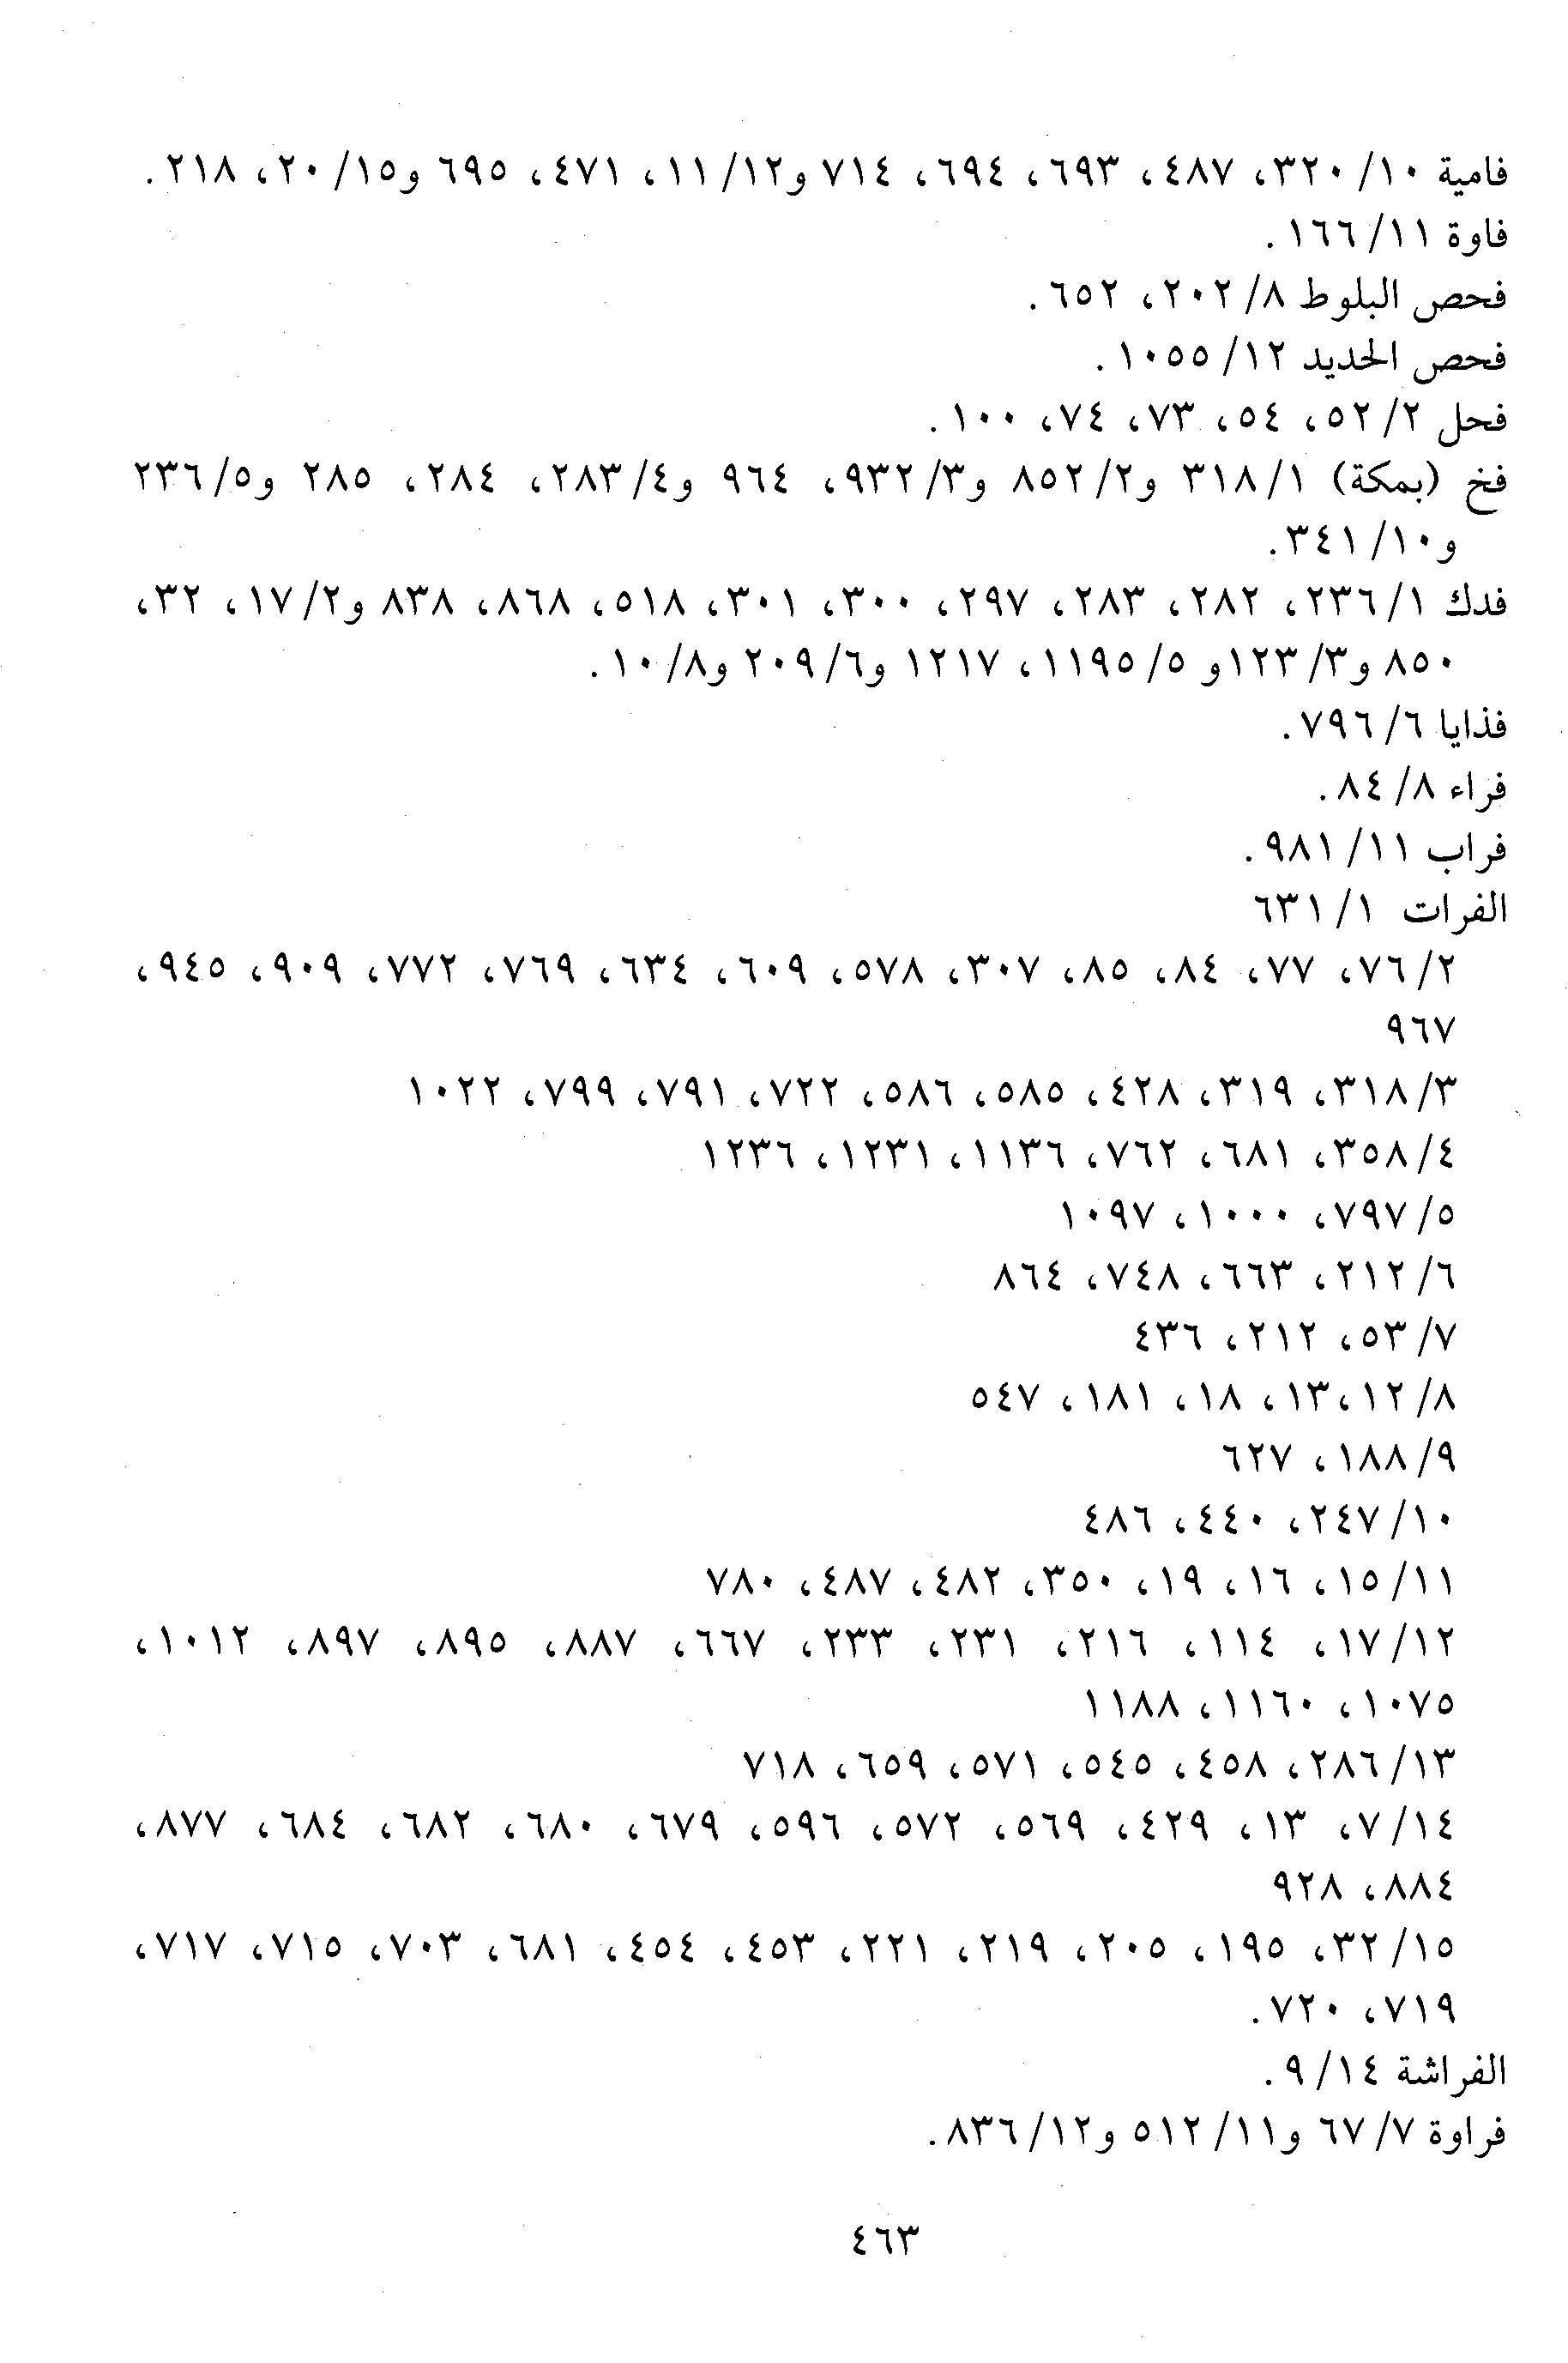 فامية ١٠/ ٣٢٠، ٤٨٧، ٦٩٣، ٦٩٤، ٧١٤ و١٢/ ١١، ٤٧١، ٦٩٥ و١٥/ ٢٠، ٢١٨.
فاوة ١١/ ١٦٦.
فحص البلوط ٨/ ٢٠٢، ٦٥٢.
فحص الحديد ١٢/ ١٠٥٥.
فحل ٢/ ٥٢، ٥٤، ٧٣، ٧٤، ١٠٠.
فخ (بمكة) ١/ ٣١٨ و٢/ ٨٥٢ و٣/ ٩٣٢، ٩٦٤ و٤/ ٢٨٣، ٢٨٤، ٢٨٥ و٥/ ٢٣٦
و١٠/ ٣٤١.
فدك ١/ ٢٣٦، ٢٨٢، ٢٨٣، ٢٩٧، ٣٠٠، ٣٠١، ٥١٨، ٨٦٨، ٨٣٨ و٢/ ١٧، ٣٢،
٨٥٠ و٣/ ١٢٣و ٥/ ١١٩٥، ١٢١٧ و٦/ ٢٠٩ و٨/ ١٠.
فذايا ٦/ ٧٩٦.
فراء ٨/ ٨٤.
فراب ١١/ ٩٨١.
الفرات ١/ ٦٣١
٢/ ٧٦، ٧٧، ٨٤، ٨٥، ٣٠٧، ٥٧٨، ٦٠٩، ٦٣٤، ٧٦٩، ٧٧٢، ٩٠٩، ٩٤٥،
٩٦٧
٣/ ٣١٨، ٣١٩، ٤٢٨، ٥٨٥، ٥٨٦، ٧٢٢، ٧٩١، ٧٩٩، ١٠٢٢
٤/ ٣٥٨، ٦٨١، ٧٦٢، ١١٣٦، ١٢٣١، ١٢٣٦
٥/ ٧٩٧، ١٠٠٠، ١٠٩٧
٦/ ٢١٢، ٦٦٣، ٧٤٨، ٨٦٤
٧/ ٥٣، ٢١٢، ٤٣٦
٨/ ١٢،١٣، ١٨، ١٨١، ٥٤٧
٩/ ١٨٨، ٦٢٧
١٠/ ٢٤٧، ٤٤٠، ٤٨٦
١١/ ١٥، ١٦، ١٩، ٣٥٠، ٤٨٢، ٤٨٧، ٧٨٠
١٢/ ١٧، ١١٤، ٢١٦، ٢٣١، ٢٣٣، ٦٦٧، ٨٨٧، ٨٩٥، ٨٩٧، ١٠١٢،
١٠٧٥، ١١٦٠، ١١٨٨
١٣/ ٢٨٦، ٤٥٨، ٥٤٥، ٥٧١، ٦٥٩، ٧١٨
١٤/ ٧، ١٣، ٤٢٩، ٥٦٩، ٥٧٢، ٥٩٦، ٦٧٩، ٦٨٠، ٦٨٢، ٦٨٤، ٨٧٧،
٨٨٤، ٩٢٨
١٥/ ٣٢، ١٩٥، ٢٠٥، ٢١٩، ٢٢١، ٤٥٣، ٤٥٤، ٦٨١، ٧٠٣، ٧١٥، ٧١٧،
٧١٩، ٧٢٠.
الفراشة ١٤/ ٩.
فراوة ٧/ ٦٧ و١١/ ٥١٢ و١٢/ ٨٣٦.
٤٦٣